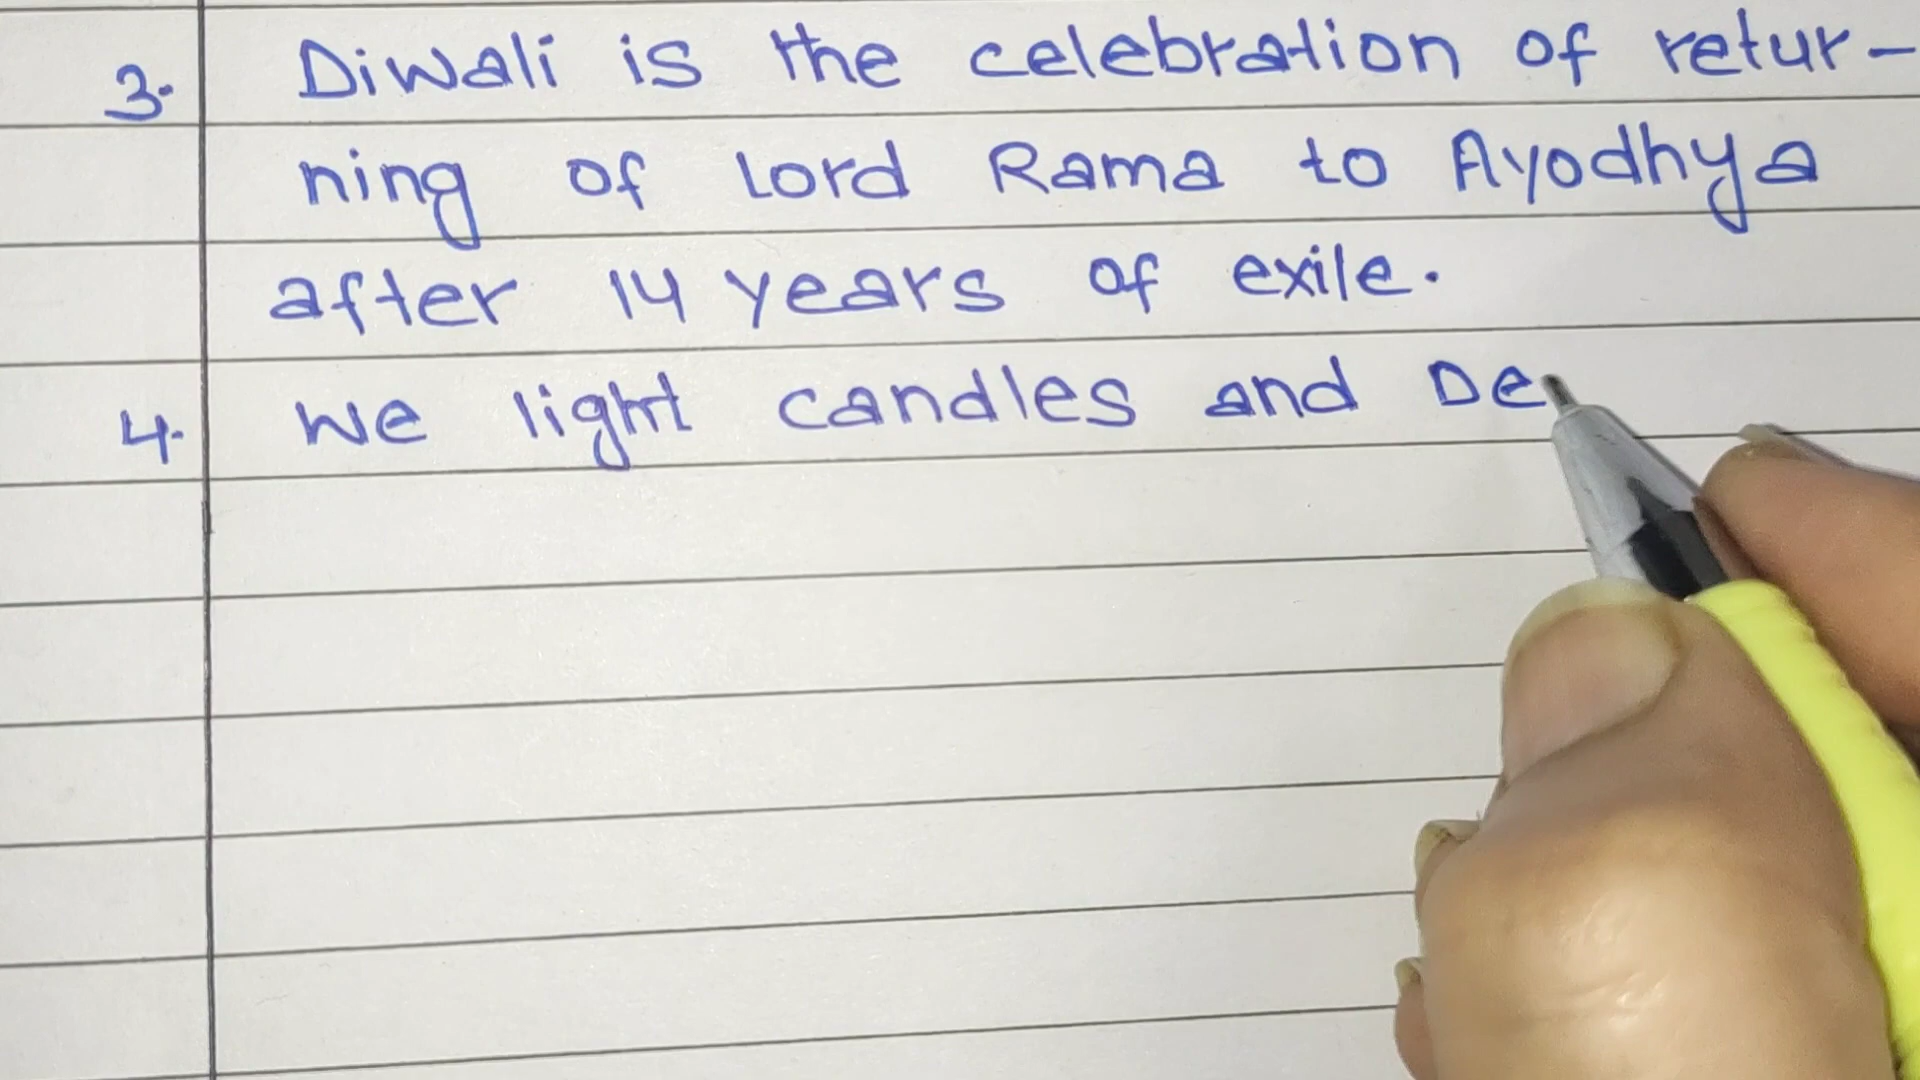 3. Diwali is the celebration of retur-
ning of Lord Rama to Ayodhya
after 14 years of exile.
4. We light candles and De